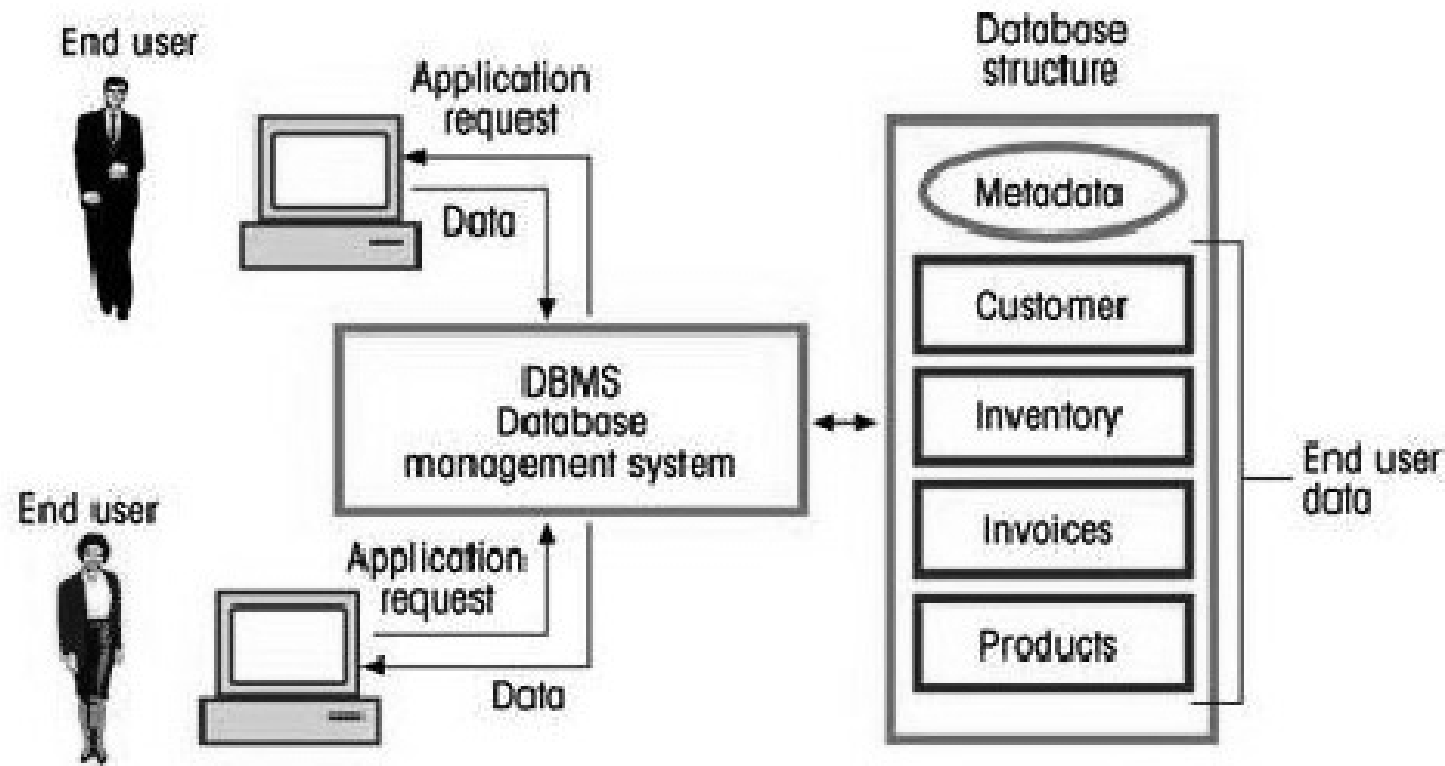 End user
Application
request
Data
Database
structure
Metadata
Customer
Inventory
Invoices
Products
End user
data
DBMS
Database
management system
End user
Application
request
Data